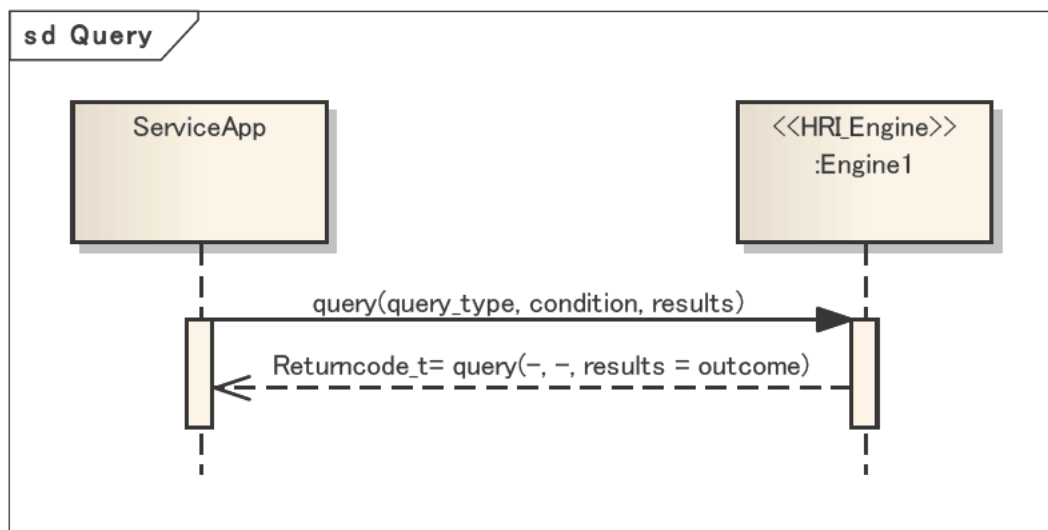 sd Query
ServiceApp
<<HRI_Engine>>
:Engine1
query(query_type, condition, results)
Returncode_t= query(-, -, results = outcome)